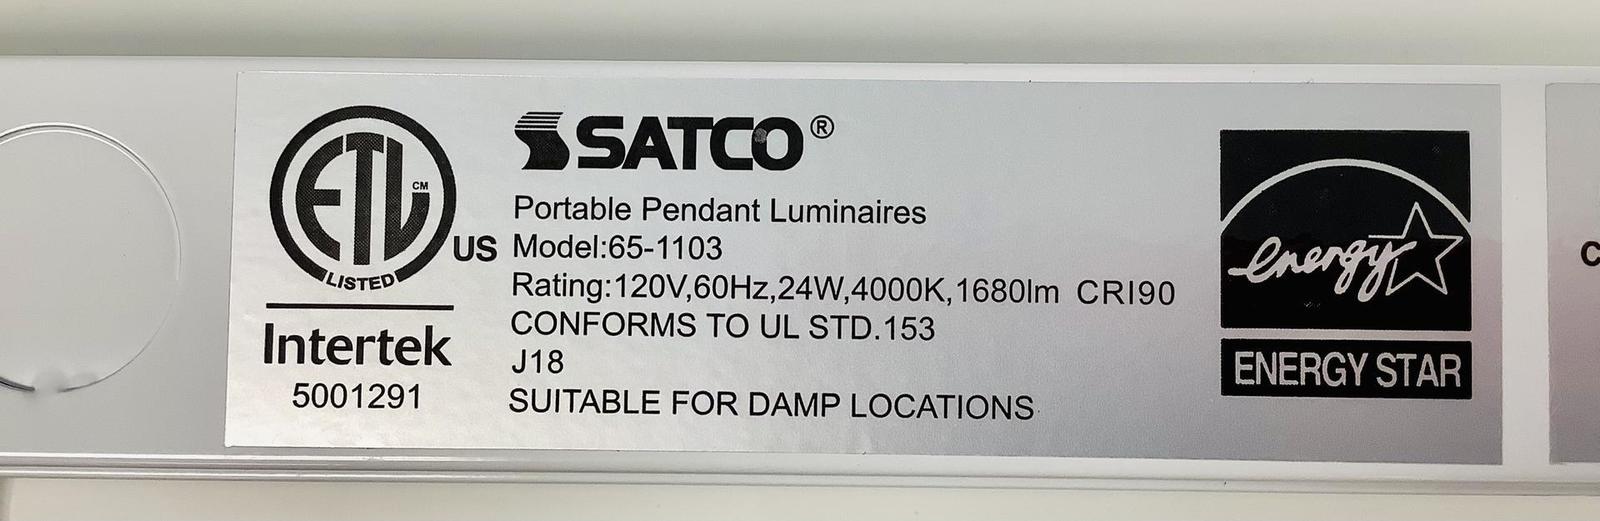 ETL CM
LISTED
US
Intertek
5001291
SATCO®
Portable Pendant Luminaires
Model:65-1103
Rating:120V,60Hz,24W,4000K,1680lm CRI90
CONFORMS TO UL STD.153
J18
SUITABLE FOR DAMP LOCATIONS
energy
ENERGY STAR
C